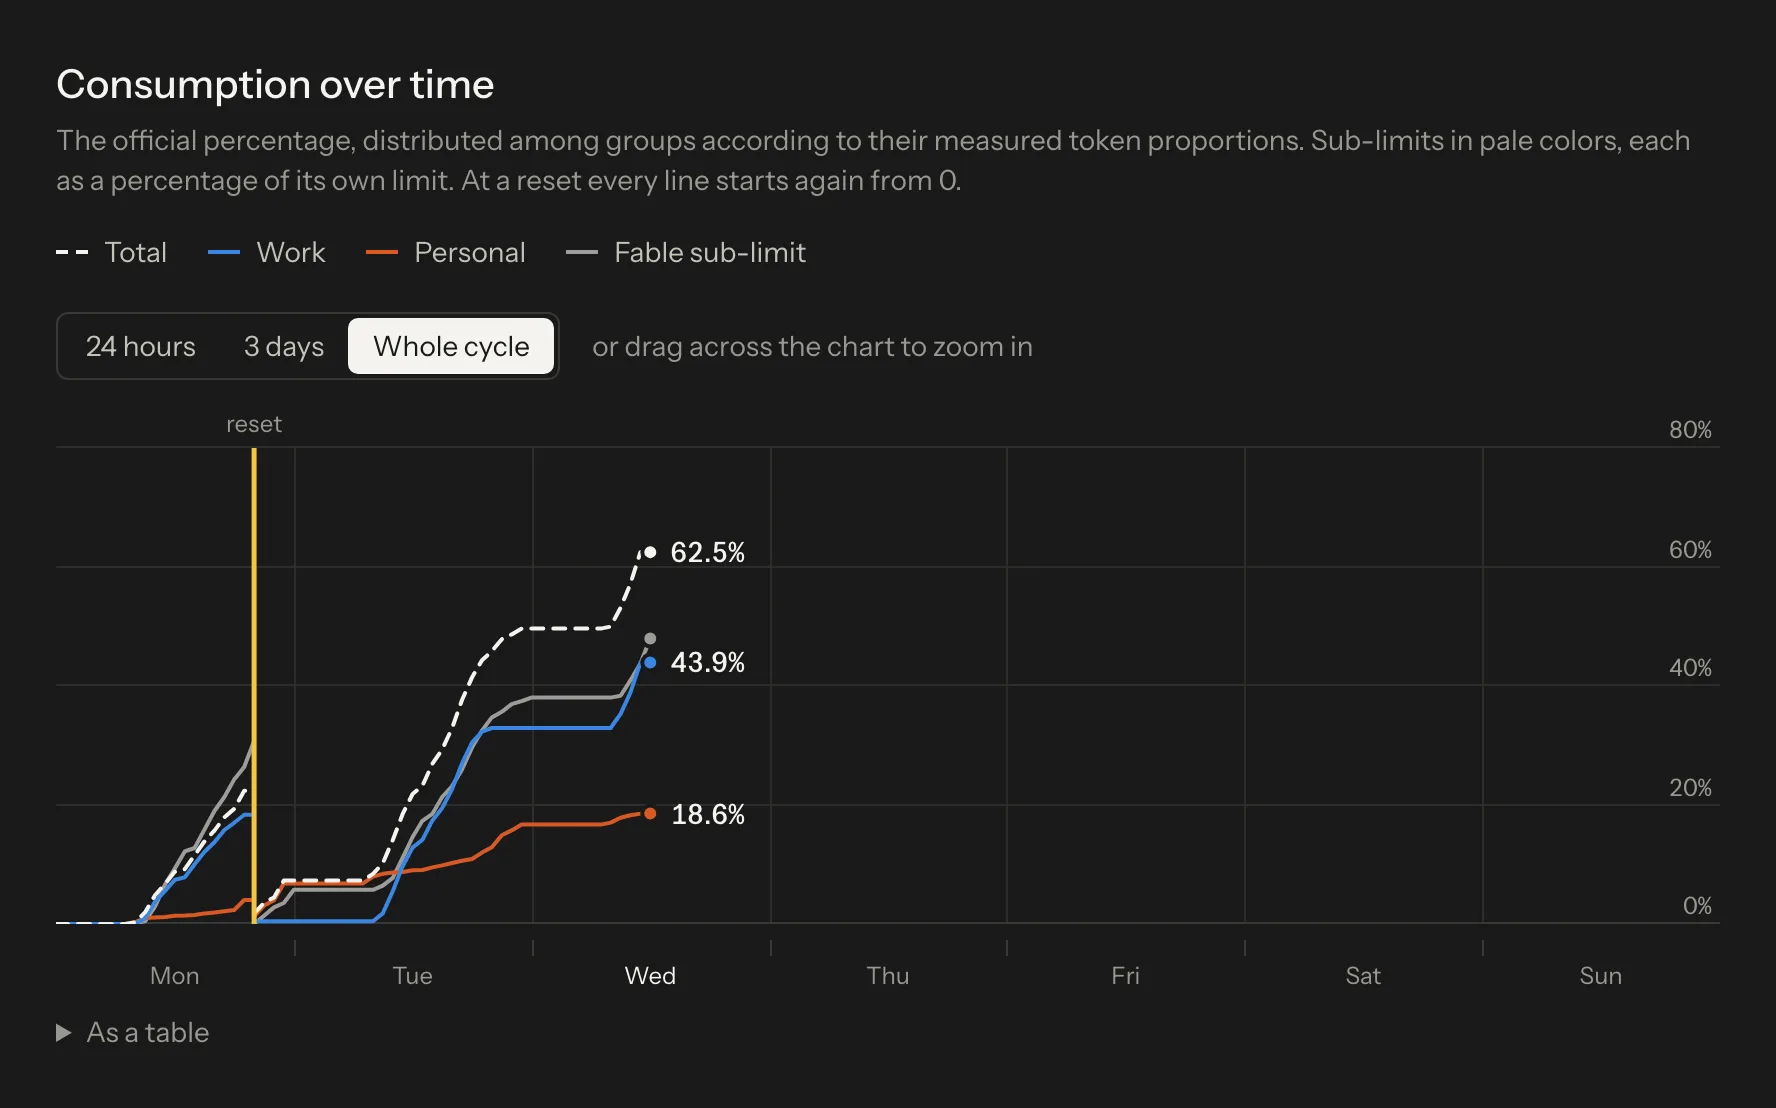 Consumption over time
The official percentage, distributed among groups according to their measured token proportions. Sub-limits in pale colors, each
as a percentage of its own limit. At a reset every line starts again from 0.
Total Work Personal Fable sub-limit
24 hours 3 days Whole cycle or drag across the chart to zoom in
reset
80%
60%
62.5%
43.9%
40%
20%
18.6%
0%
Mon Tue Wed Thu Fri Sat Sun
As a table